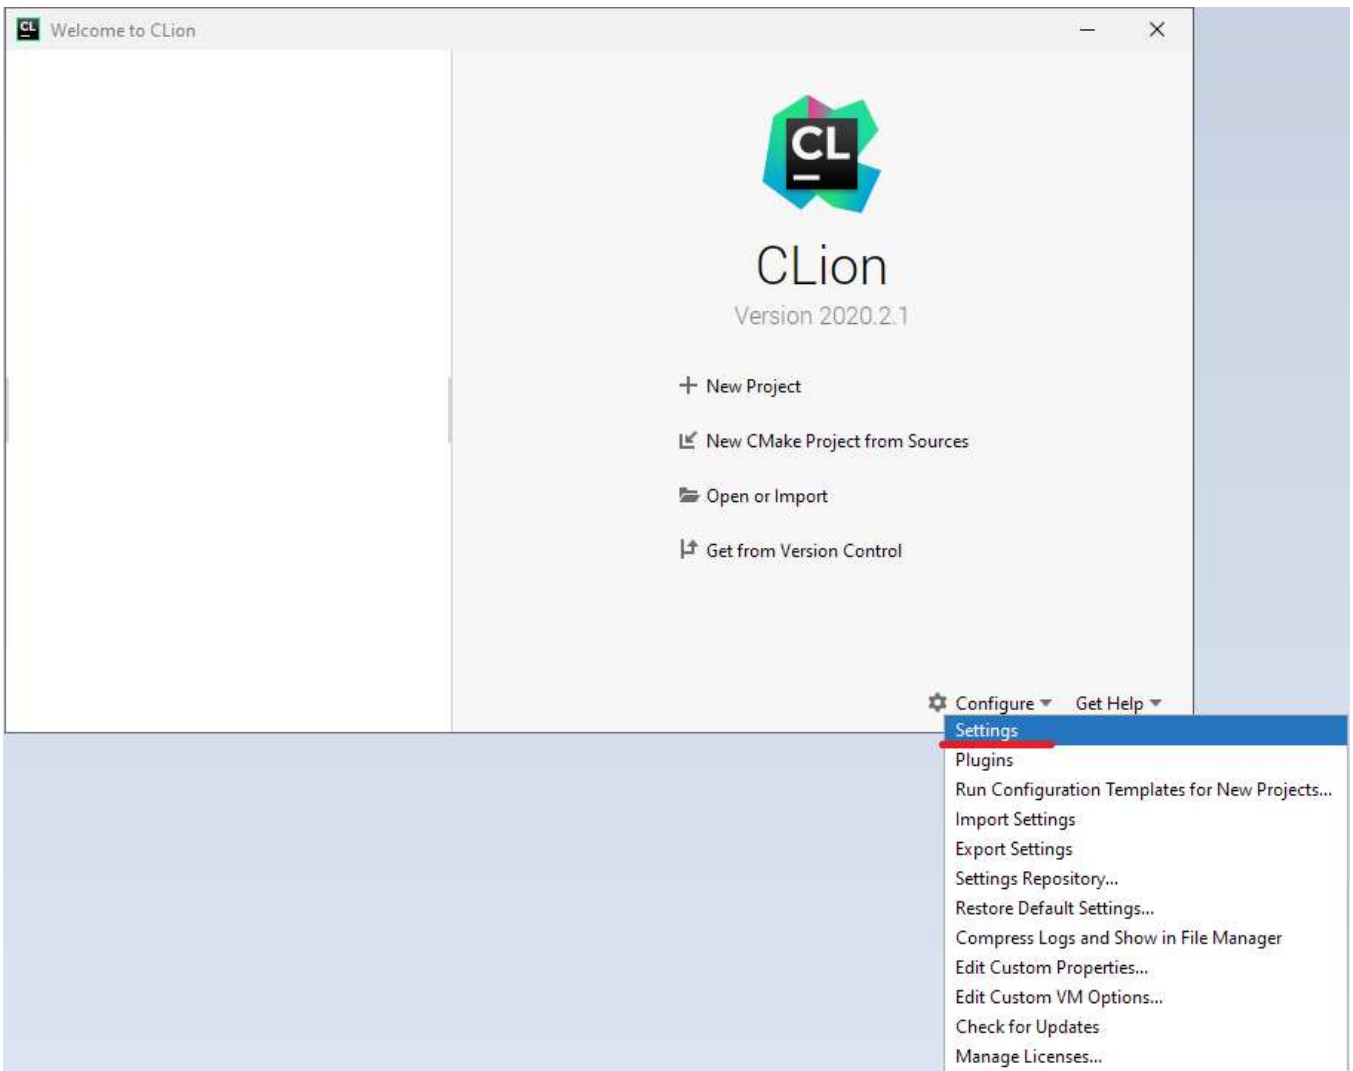 CL
Welcome to CLion
CL
CLion
Version 2020.2.1
New Project
New CMake Project from Sources
Open or Import
Get from Version Control
Configure
Get Help
Settings
Plugins
Run Configuration Templates for New Projects...
Import Settings
Export Settings
Settings Repository...
Restore Default Settings...
Compress Logs and Show in File Manager
Edit Custom Properties...
Edit Custom VM Options...
Check for Updates
Manage Licenses...